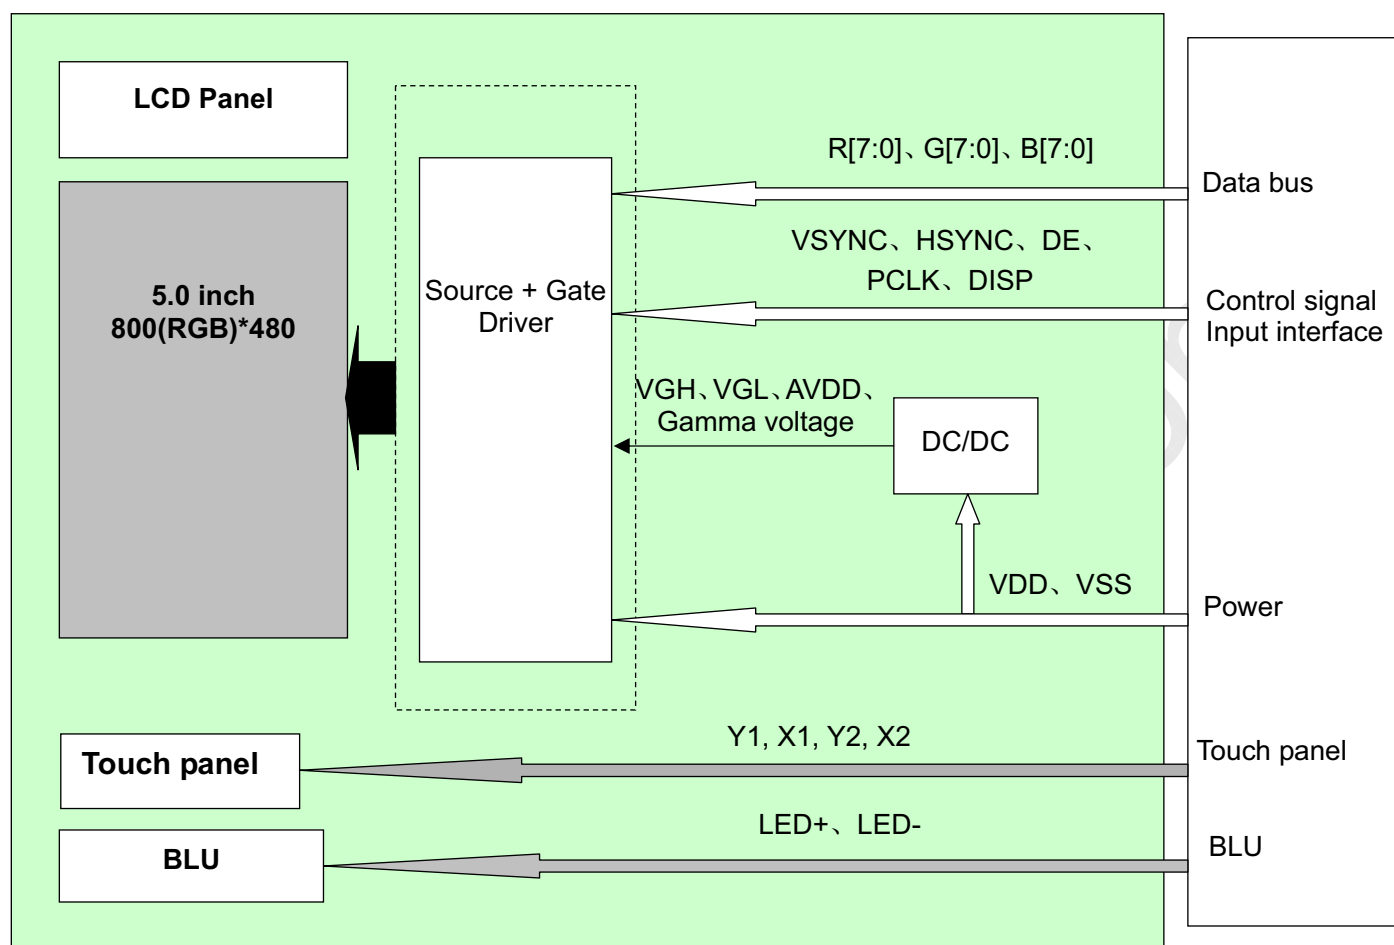 LCD Panel
5.0 inch
800(RGB)*480
Source + Gate
Driver
R[7:0]、G[7:0]、B[7:0]
VSYNC、HSYNC、DE、
PCLK、DISP
VGH、VGL、AVDD、
Gamma voltage
DC/DC
VDD、VSS
Data bus
Control signal
Input interface
Power
Touch panel
Y1, X1, Y2, X2
Touch panel
BLU
LED+、LED-
BLU